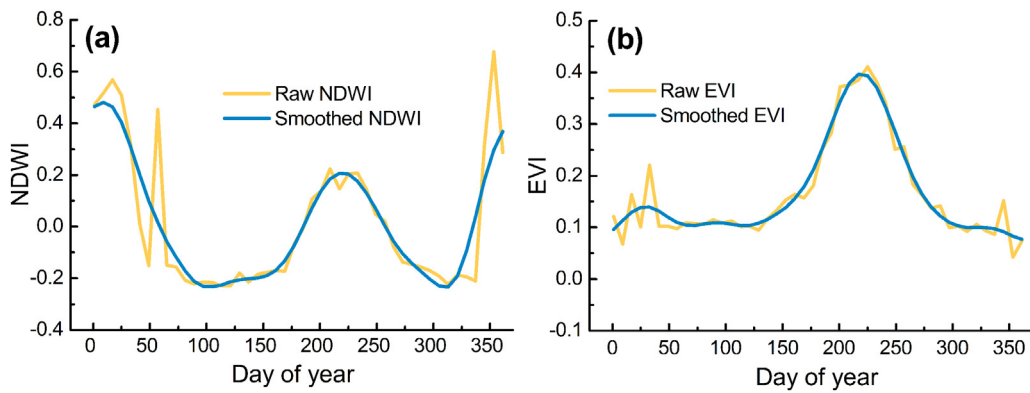 (a)
0.8
0.6
0.4
0.2
0.0
-0.2
-0.4
NDWI
Raw NDWI
Smoothed NDWI
0 50 100 150 200 250 300 350
Day of year
(b)
0.5
0.4
0.3
0.2
0.1
0.0
-0.1
EVI
Raw EVI
Smoothed EVI
0 50 100 150 200 250 300 350
Day of year